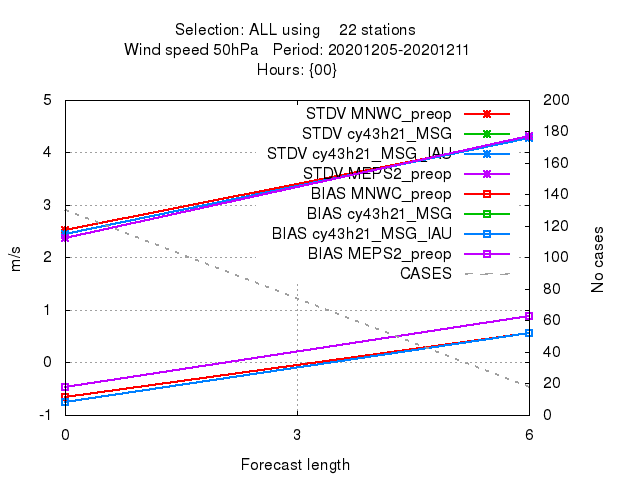 Selection: ALL using 22 stations
Wind speed 50hPa Period: 20201205-20201211
Hours: {00}
5
4
3
2
1
0
-1
m/s
STDV MNWC_preop
STDV cy43h21_MSG
STDV cy43h21_MSG_IAU
STDV MEPS2_preop
BIAS MNWC_preop
BIAS cy43h21_MSG
BIAS cy43h21_MSG_IAU
BIAS MEPS2_preop
CASES
200
180
160
140
120
100
80
60
40
20
0
No cases
0 3 6
Forecast length